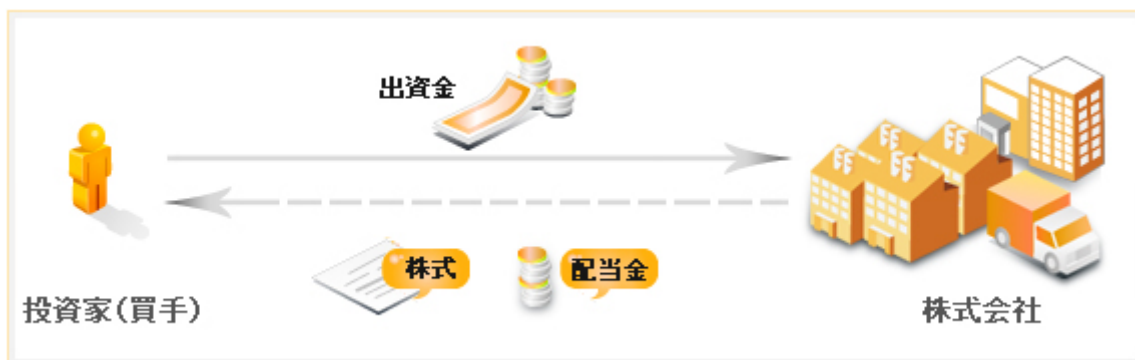 出資金
株式
配当金
投資家(買手)
株式会社